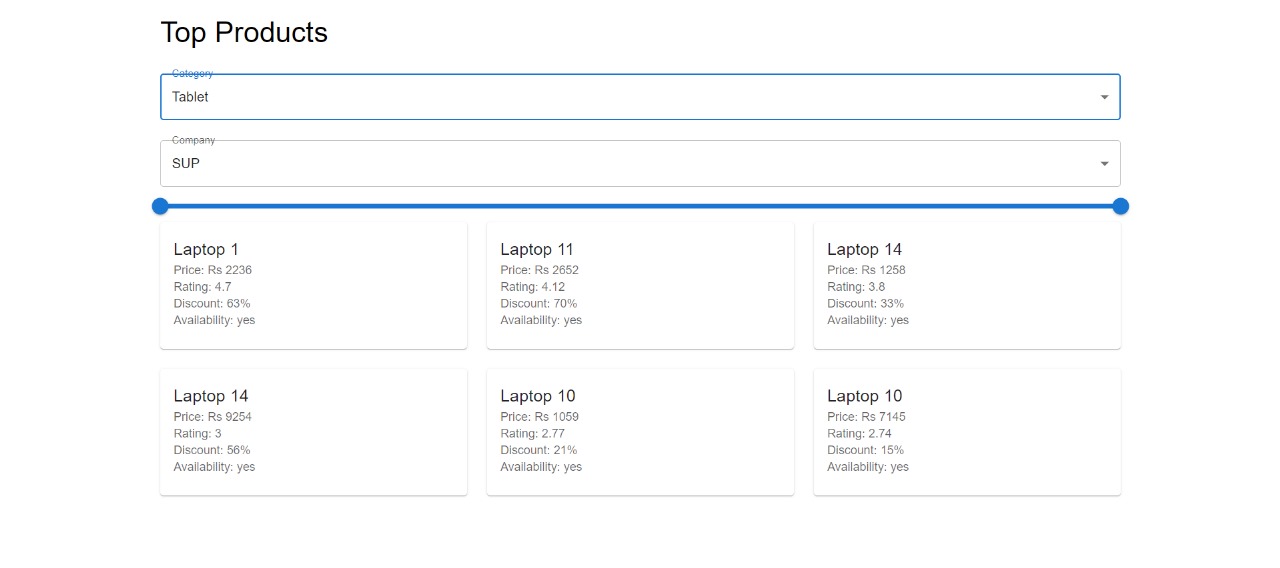 Top Products
Category
Tablet
Company
SUP
Laptop 1
Price: Rs 2236
Rating: 4.7
Discount: 63%
Availability: yes
Laptop 11
Price: Rs 2652
Rating: 4.12
Discount: 70%
Availability: yes
Laptop 14
Price: Rs 1258
Rating: 3.8
Discount: 33%
Availability: yes
Laptop 14
Price: Rs 9254
Rating: 3
Discount: 56%
Availability: yes
Laptop 10
Price: Rs 1059
Rating: 2.77
Discount: 21%
Availability: yes
Laptop 10
Price: Rs 7145
Rating: 2.74
Discount: 15%
Availability: yes